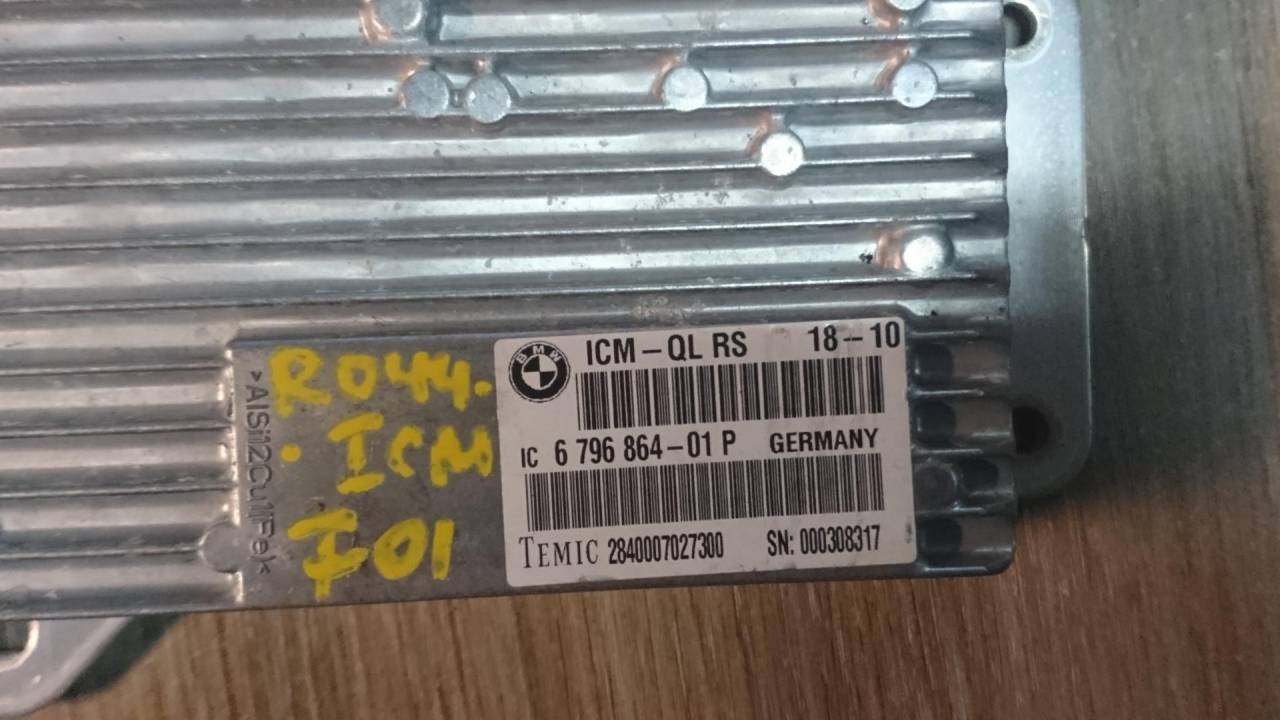 BMW
ICM-QL RS 18--10
IC 6 796 864-01 P GERMANY
TEMIC 2840007027300 SN: 000308317
R044.
. ICM
F01
>AlSi12Cu1(Fe)<